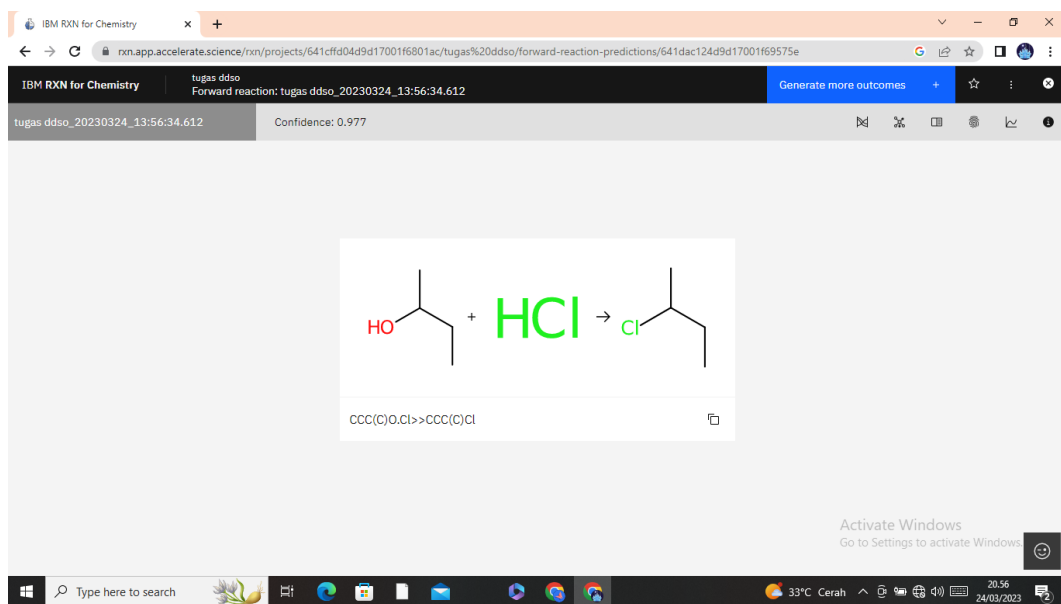 IBM RXN for Chemistry
rxn.app.accelerate.science/rxn/projects/641cffd04d9d17001f6801ac/tugas%20ddso/forward-reaction-predictions/641dac124d9d17001f69575e
IBM RXN for Chemistry
tugas ddso
Forward reaction: tugas ddso_20230324_13:56:34.612
Generate more outcomes +
tugas ddso_20230324_13:56:34.612
Confidence: 0.977
HO + HCl → Cl
CCC(C)O.Cl>>CCC(C)Cl
Activate Windows
Go to Settings to activate Windows.
Type here to search
33°C Cerah
20.56
24/03/2023
2